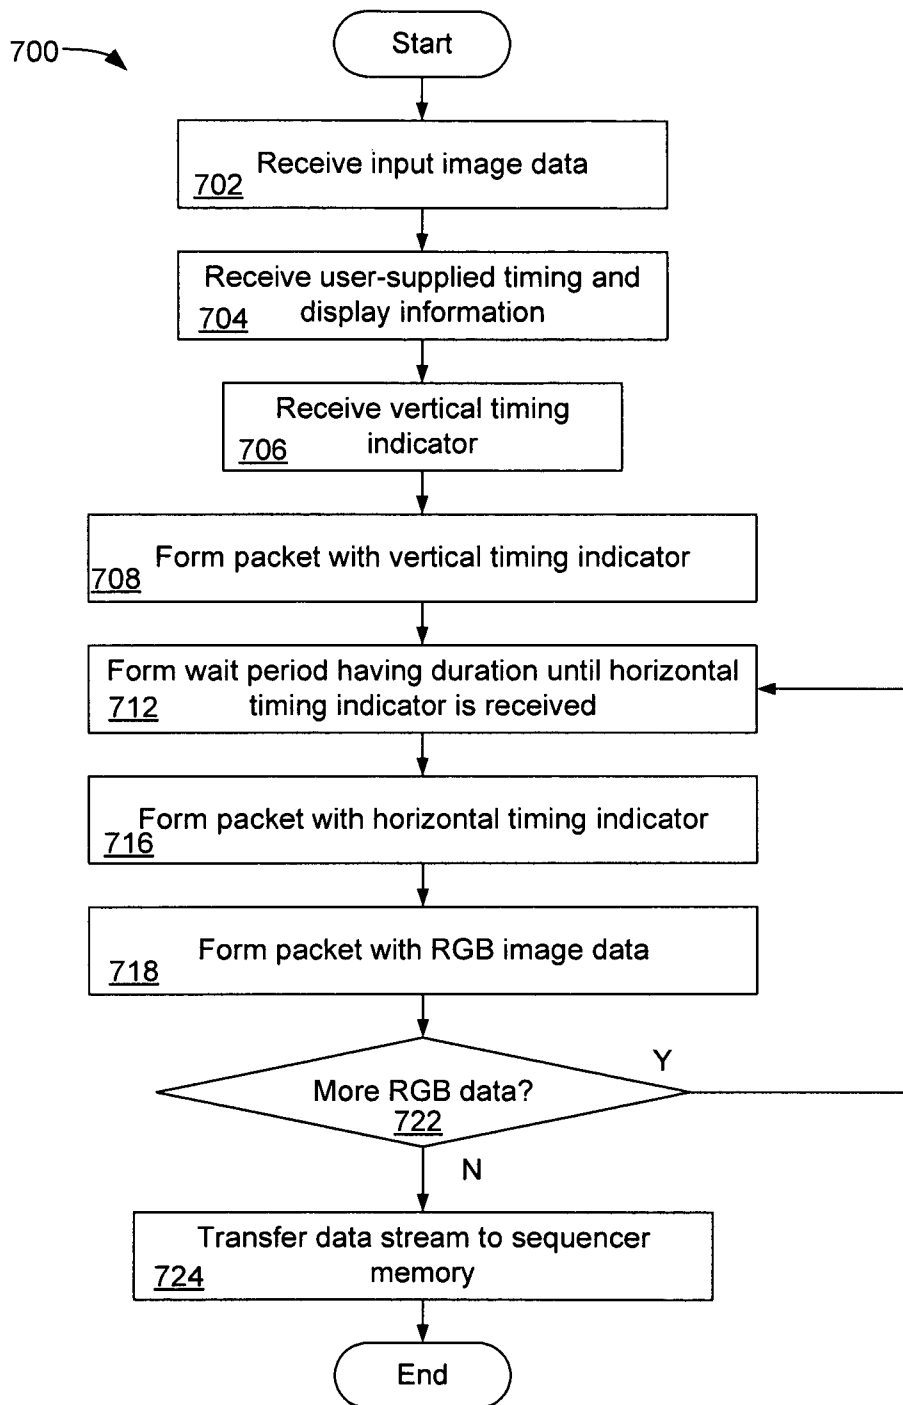 700
Start
Receive input image data
702
Receive user-supplied timing and
display information
704
Receive vertical timing
indicator
706
Form packet with vertical timing indicator
708
Form wait period having duration until horizontal
timing indicator is received
712
Form packet with horizontal timing indicator
716
Form packet with RGB image data
718
More RGB data?
722
Y
N
Transfer data stream to sequencer
memory
724
End